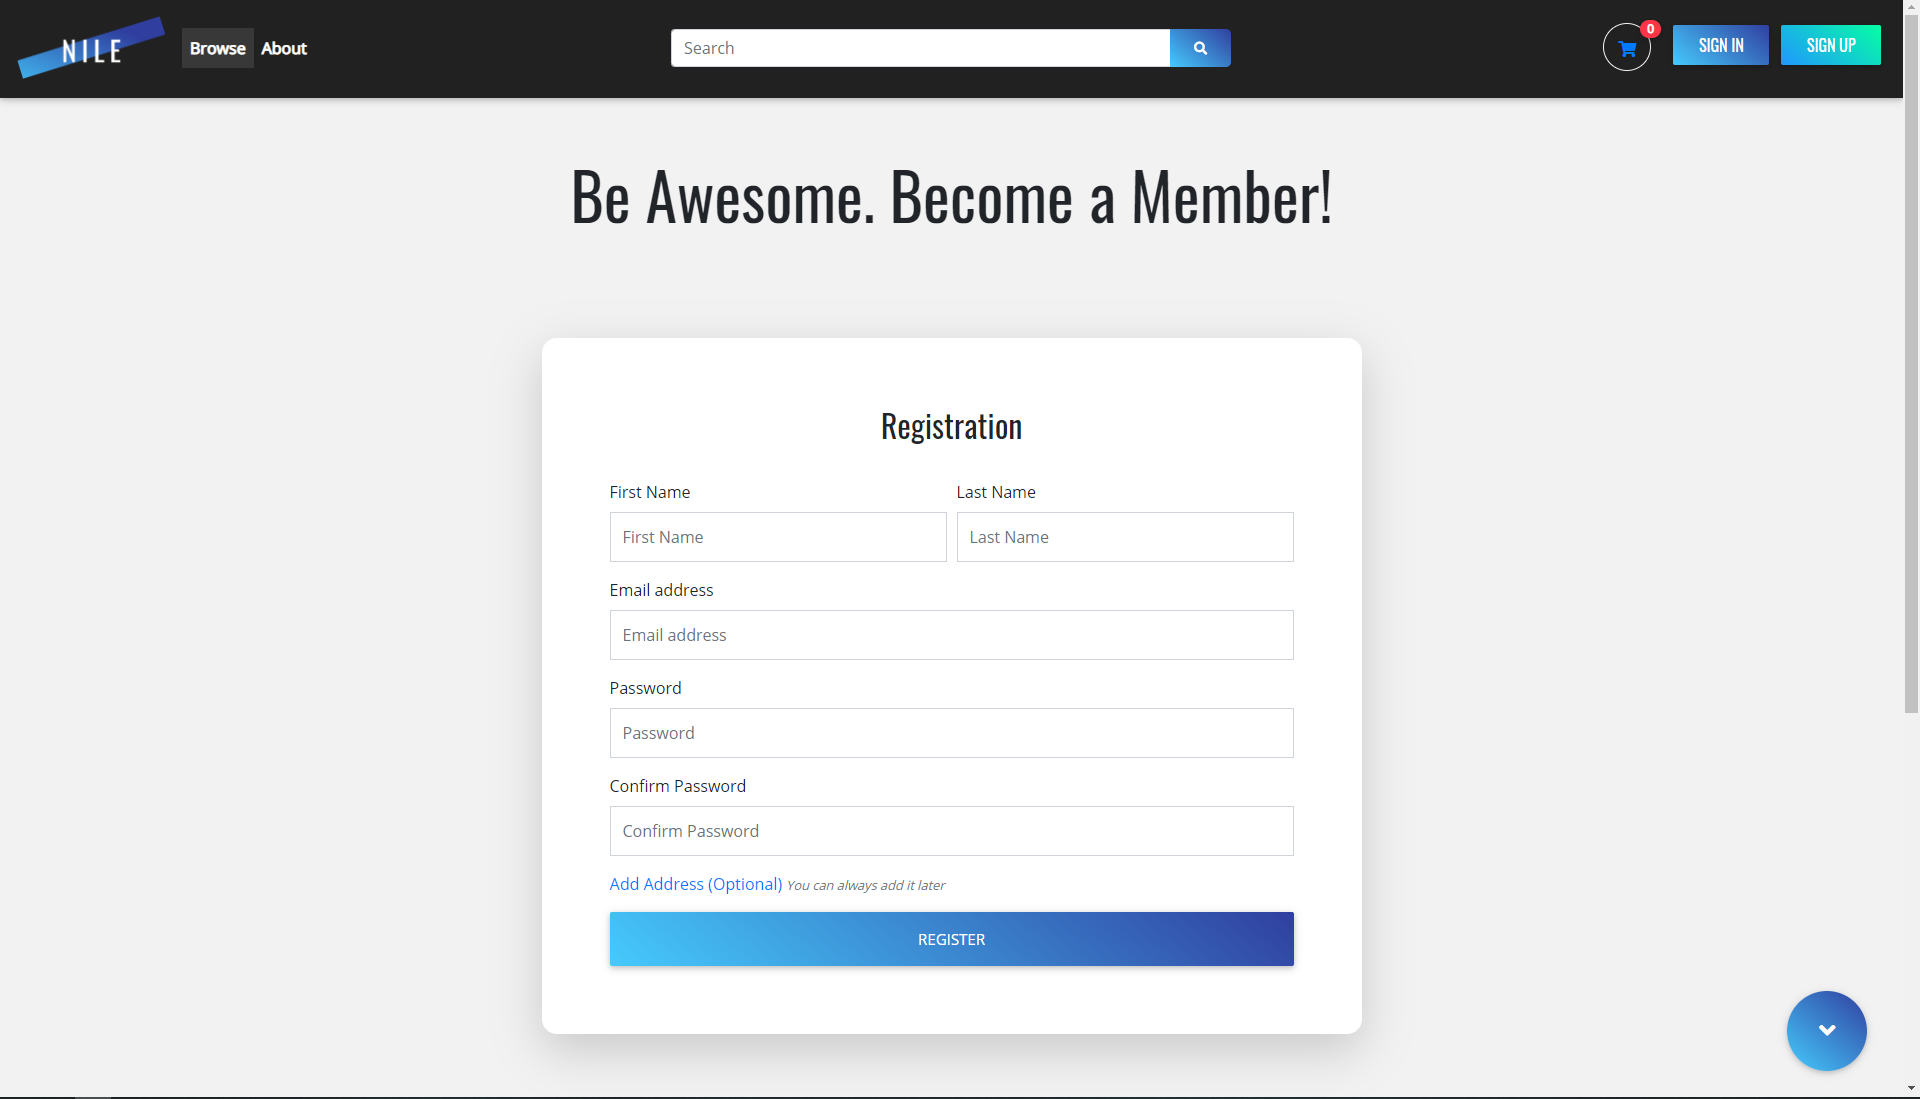 NILE
Browse
About
Search
0
SIGN IN
SIGN UP
Be Awesome. Become a Member!
Registration
First Name
Last Name
First Name
Last Name
Email address
Email address
Password
Password
Confirm Password
Confirm Password
Add Address (Optional) You can always add it later
REGISTER